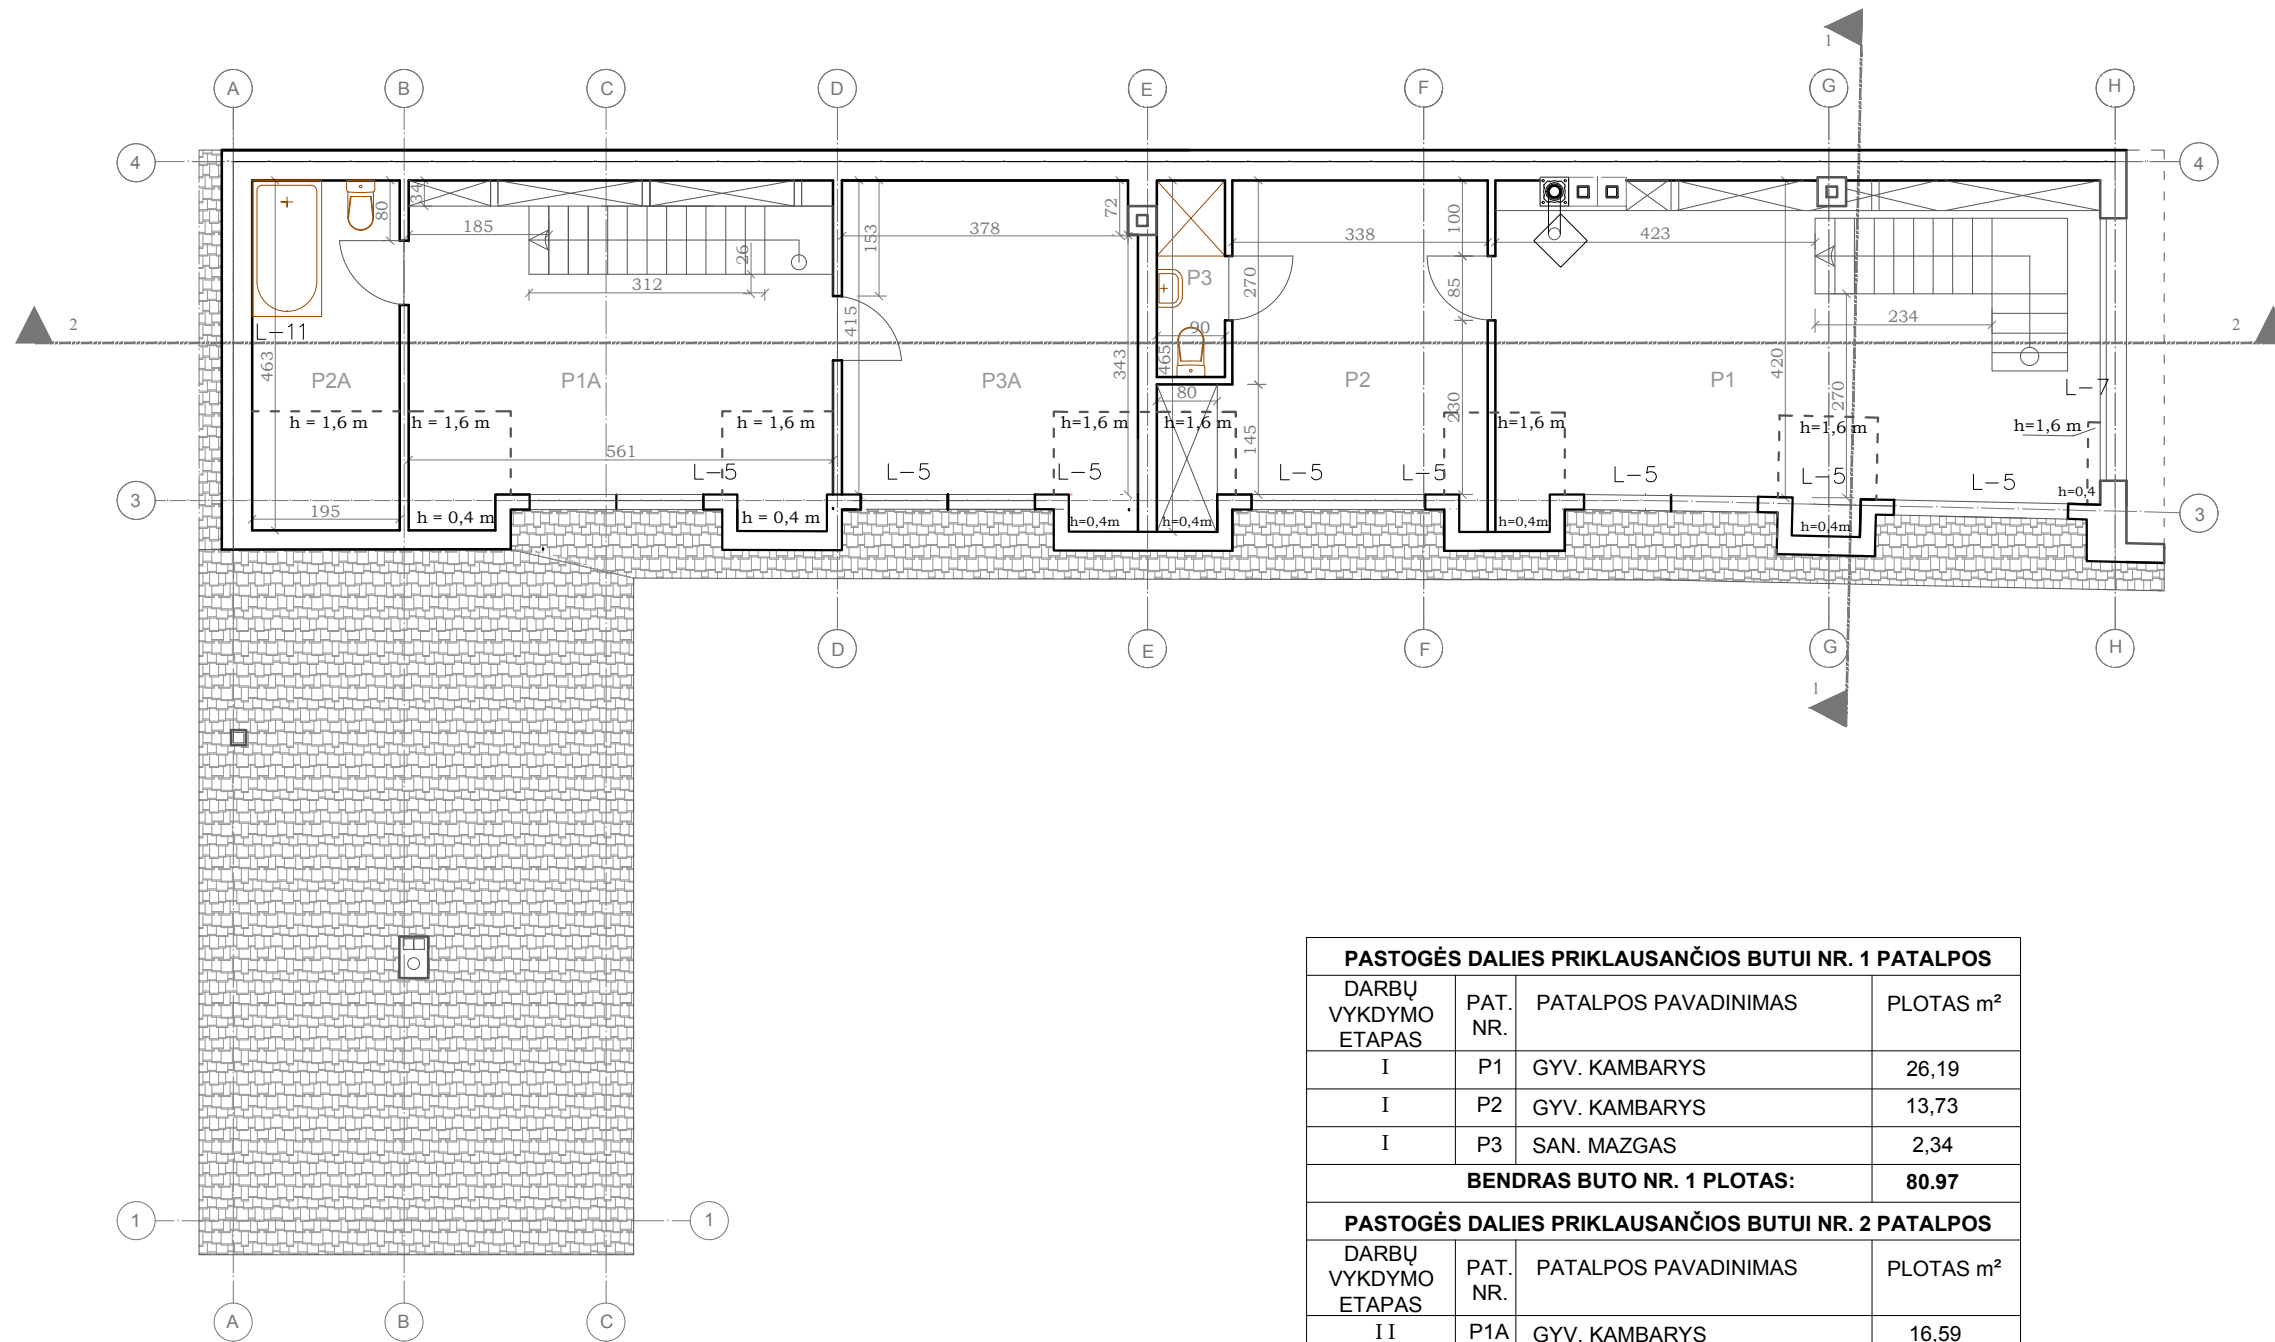 1
A B C D E F G H
4 4
80 34 185 153 378 72 338 100 423
P3
26
312
270 85
234
2 2
L-11
463 415 343 465 90 420 270
P2A P1A P3A P2 P1
80
L-7
230
h = 1,6 m h = 1,6 m h = 1,6 m h=1,6 m h=1,6 m h=1,6 m h=1,6 m h=1,6 m
145
561
L-5 L-5 L-5 L-5 L-5 L-5 L-5 L-5
h=0,4
3 3
195
h = 0,4 m h = 0,4 m h=0,4m h=0,4m h=0,4m h=0,4m
D E F G H
1
PASTOGĖS DALIES PRIKLAUSANČIOS BUTUI NR. 1 PATALPOS
DARBŲ VYKDYMO ETAPAS PAT. NR. PATALPOS PAVADINIMAS PLOTAS m²
I P1 GYV. KAMBARYS 26,19
I P2 GYV. KAMBARYS 13,73
I P3 SAN. MAZGAS 2,34
BENDRAS BUTO NR. 1 PLOTAS: 80.97
PASTOGĖS DALIES PRIKLAUSANČIOS BUTUI NR. 2 PATALPOS
DARBŲ VYKDYMO ETAPAS PAT. NR. PATALPOS PAVADINIMAS PLOTAS m²
II P1A GYV. KAMBARYS 16,59
1 1
A B C